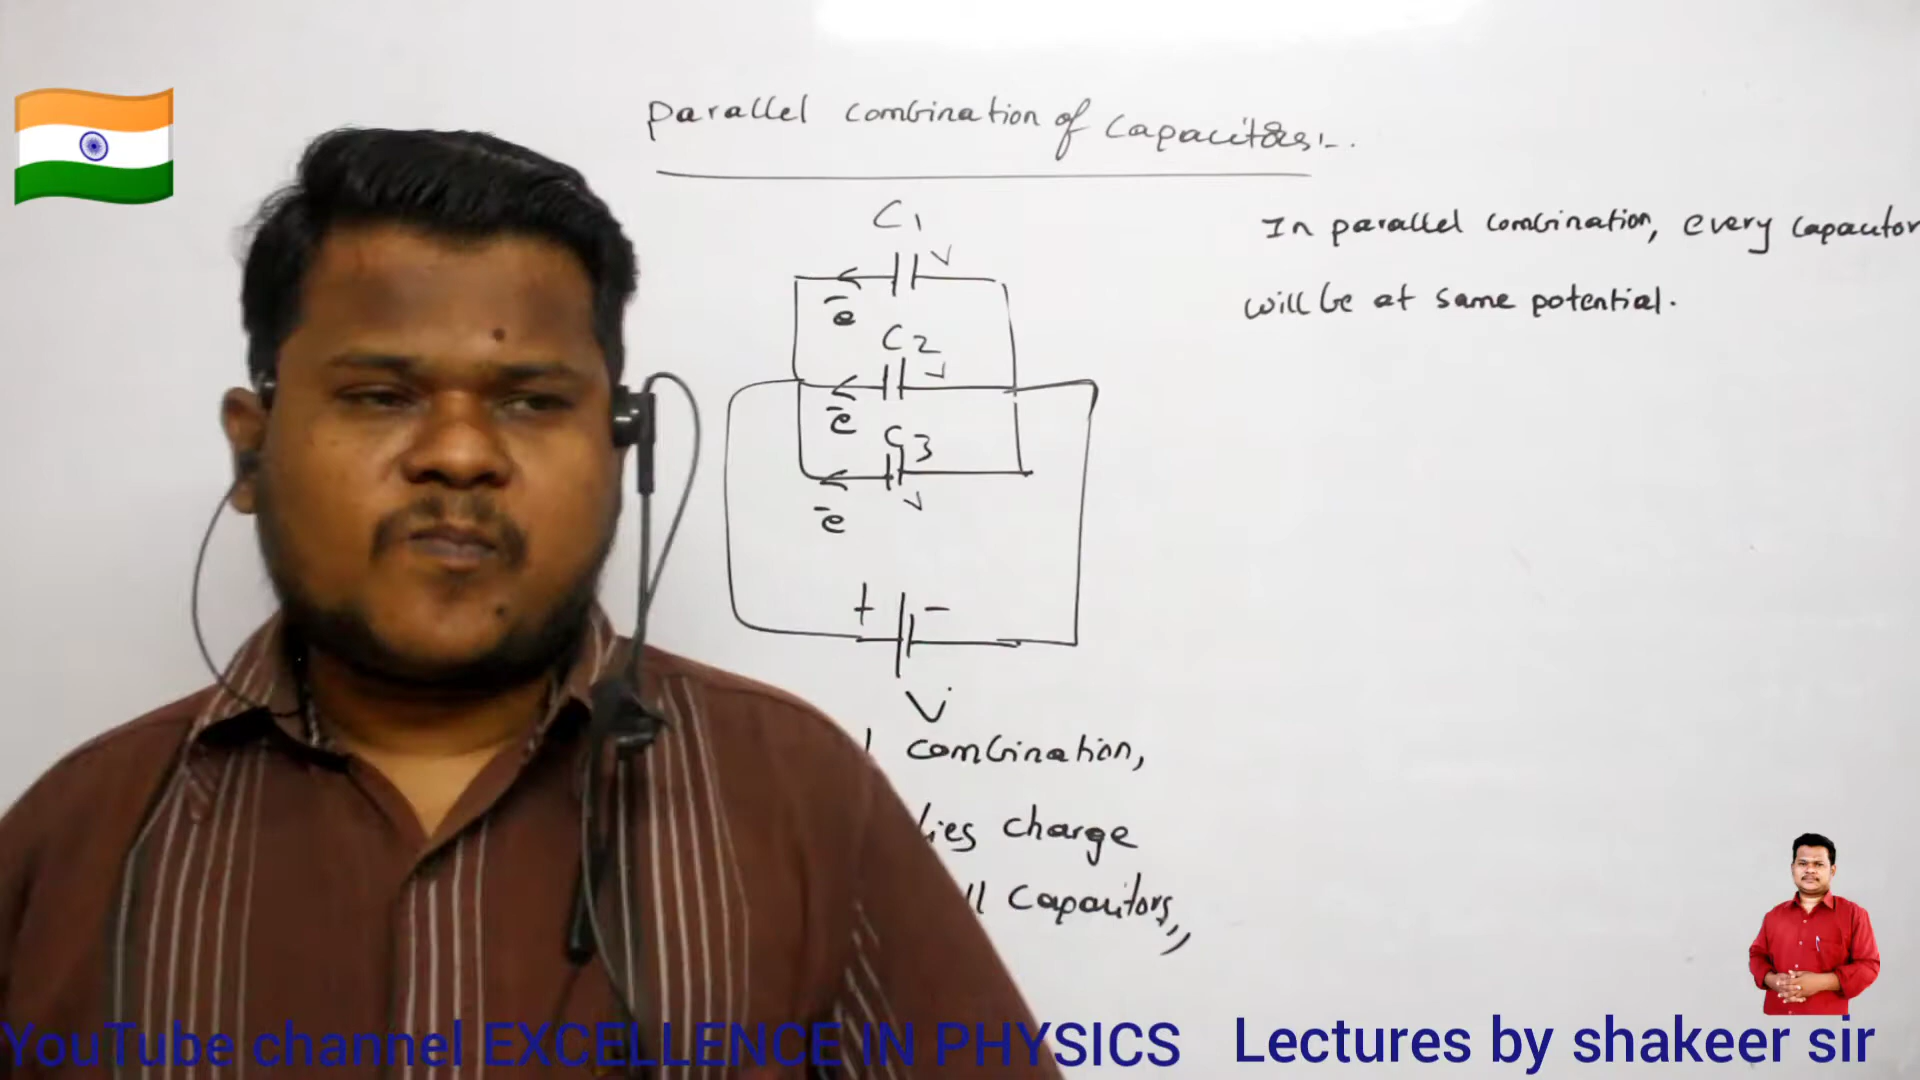 parallel combination of Capacitors:-.
In parallel combination, every capacitor
will be at same potential.
C1
V
e
C2
V
e
C3
V
e
+ -
V
combination,
charge
Capacitors,,
YouTube channel EXCELLENCE IN PHYSICS
Lectures by shakeer sir